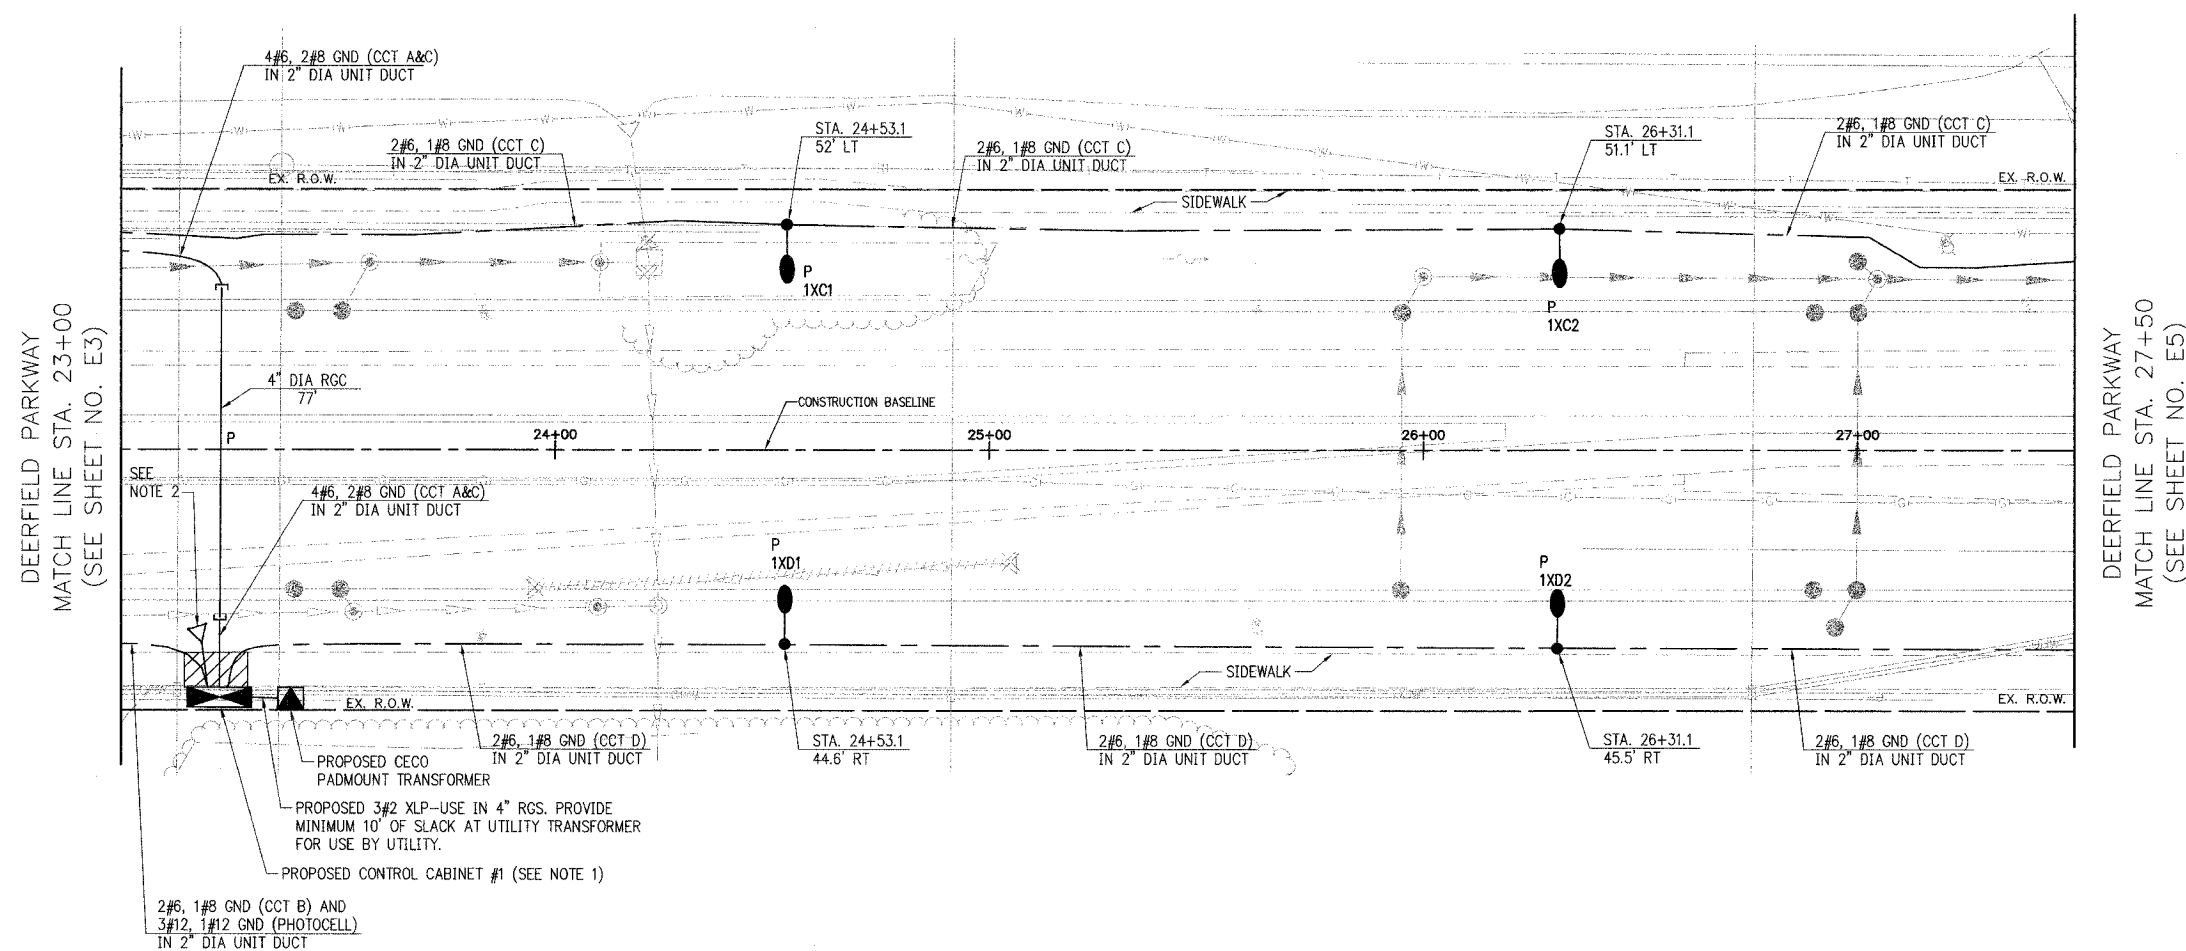 4#6, 2#8 GND (CCT A&C)
IN 2" DIA UNIT DUCT
2#6, 1#8 GND (CCT C)
IN 2" DIA UNIT DUCT
STA. 24+53.1
52' LT
2#6, 1#8 GND (CCT C)
IN 2" DIA UNIT DUCT
STA. 26+31.1
51.1' LT
2#6, 1#8 GND (CCT C)
IN 2" DIA UNIT DUCT
EX. R.O.W.
EX. R.O.W.
SIDEWALK
P
1XC1
P
1XC2
DEERFIELD PARKWAY
MATCH LINE STA. 23+00
(SEE SHEET NO. E3)
DEERFIELD PARKWAY
MATCH LINE STA. 27+50
(SEE SHEET NO. E5)
4" DIA RGC
77'
CONSTRUCTION BASELINE
P
24+00
25+00
26+00
27+00
SEE
NOTE 2
4#6, 2#8 GND (CCT A&C)
IN 2" DIA UNIT DUCT
P
1XD1
P
1XD2
SIDEWALK
EX. R.O.W.
EX. R.O.W.
2#6, 1#8 GND (CCT D)
IN 2" DIA UNIT DUCT
STA. 24+53.1
44.6' RT
2#6, 1#8 GND (CCT D)
IN 2" DIA UNIT DUCT
STA. 26+31.1
45.5' RT
2#6, 1#8 GND (CCT D)
IN 2" DIA UNIT DUCT
PROPOSED CECO
PADMOUNT TRANSFORMER
PROPOSED 3#2 XLP-USE IN 4" RGS. PROVIDE
MINIMUM 10' OF SLACK AT UTILITY TRANSFORMER
FOR USE BY UTILITY.
PROPOSED CONTROL CABINET #1 (SEE NOTE 1)
2#6, 1#8 GND (CCT B) AND
3#12, 1#12 GND (PHOTOCELL)
IN 2" DIA UNIT DUCT